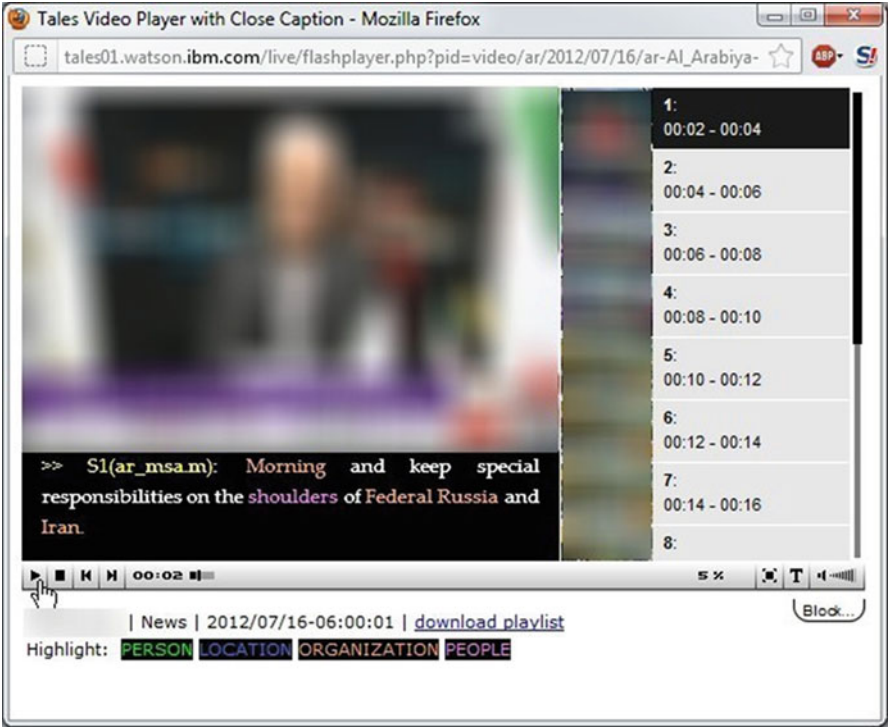 Tales Video Player with Close Caption - Mozilla Firefox
tales01.watson.ibm.com/live/flashplayer.php?pid=video/ar/2012/07/16/ar-Al_Arabiya-
ABP
S!
1:
00:02 - 00:04
2:
00:04 - 00:06
3:
00:06 - 00:08
4:
00:08 - 00:10
5:
00:10 - 00:12
6:
00:12 - 00:14
7:
00:14 - 00:16
8:
>> S1(ar_msa.m): Morning and keep special
responsibilities on the shoulders of Federal Russia and
Iran.
00:02
5 %
T
Block...
| News | 2012/07/16-06:00:01 | download playlist
Highlight: PERSON LOCATION ORGANIZATION PEOPLE